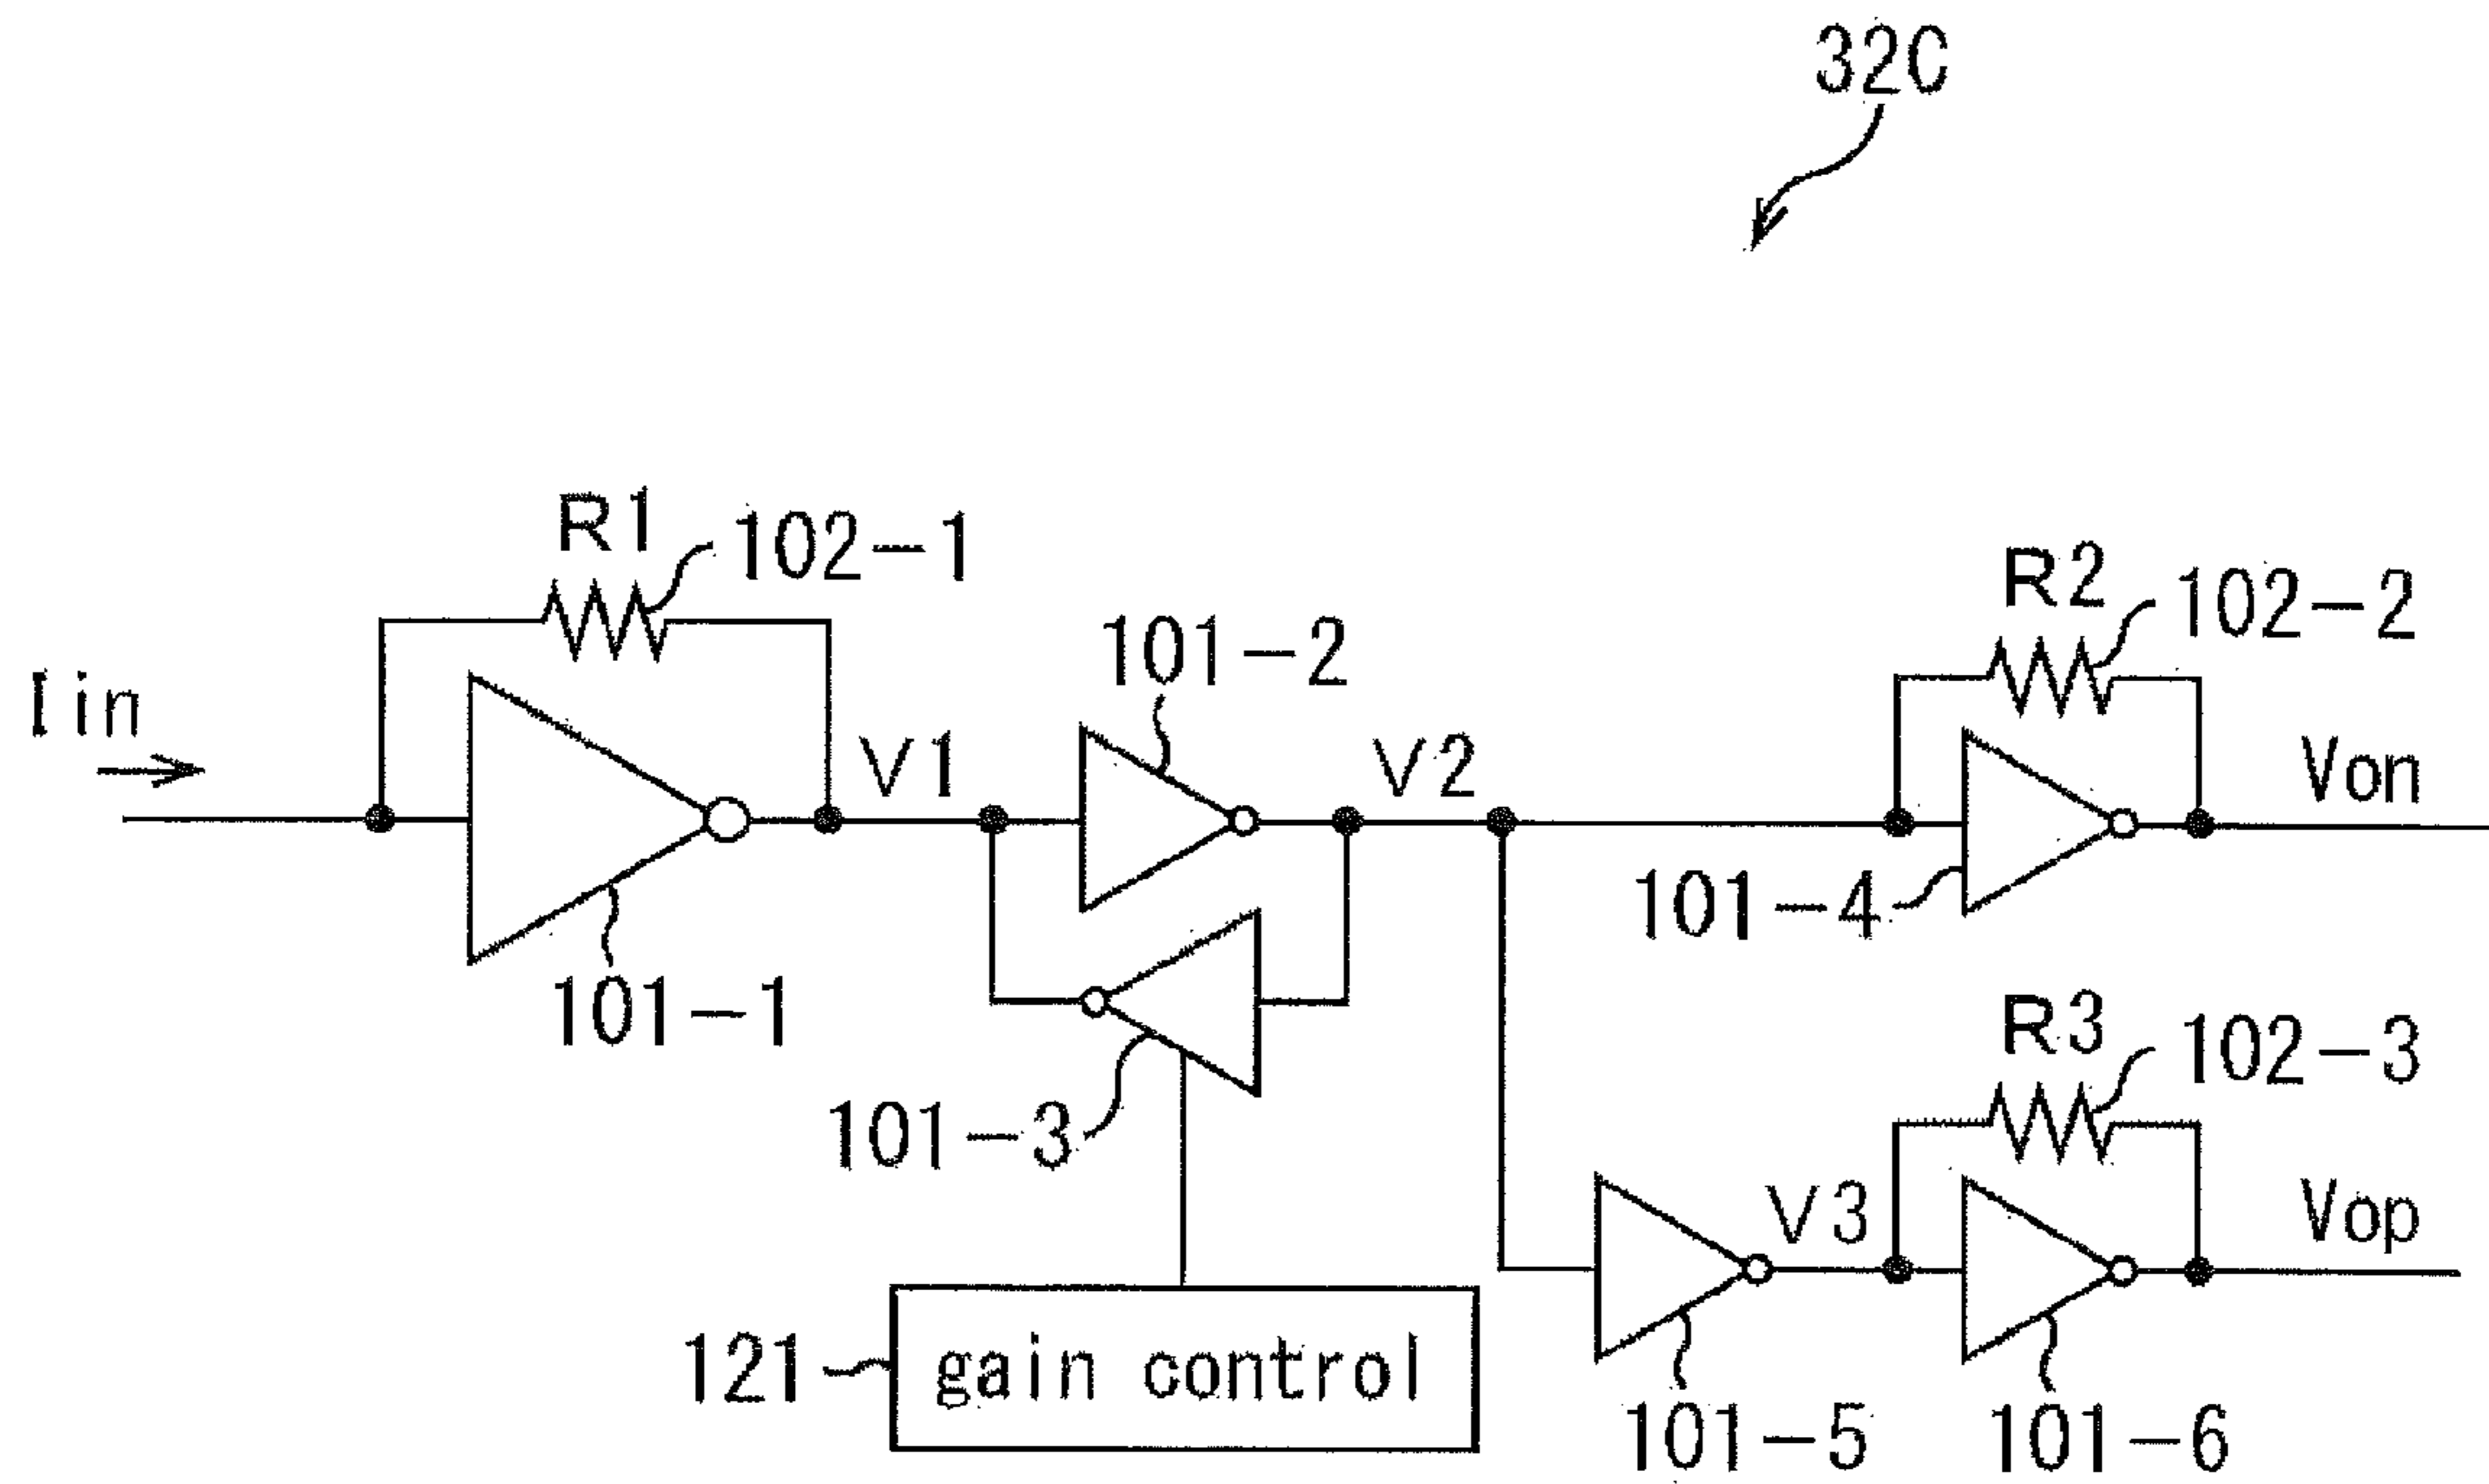 32C
R1
102-1
Iin
101-1
V1
101-2
V2
101-3
121
gain control
R2
102-2
Von
101-4
R3
102-3
V3
Vop
101-5
101-6